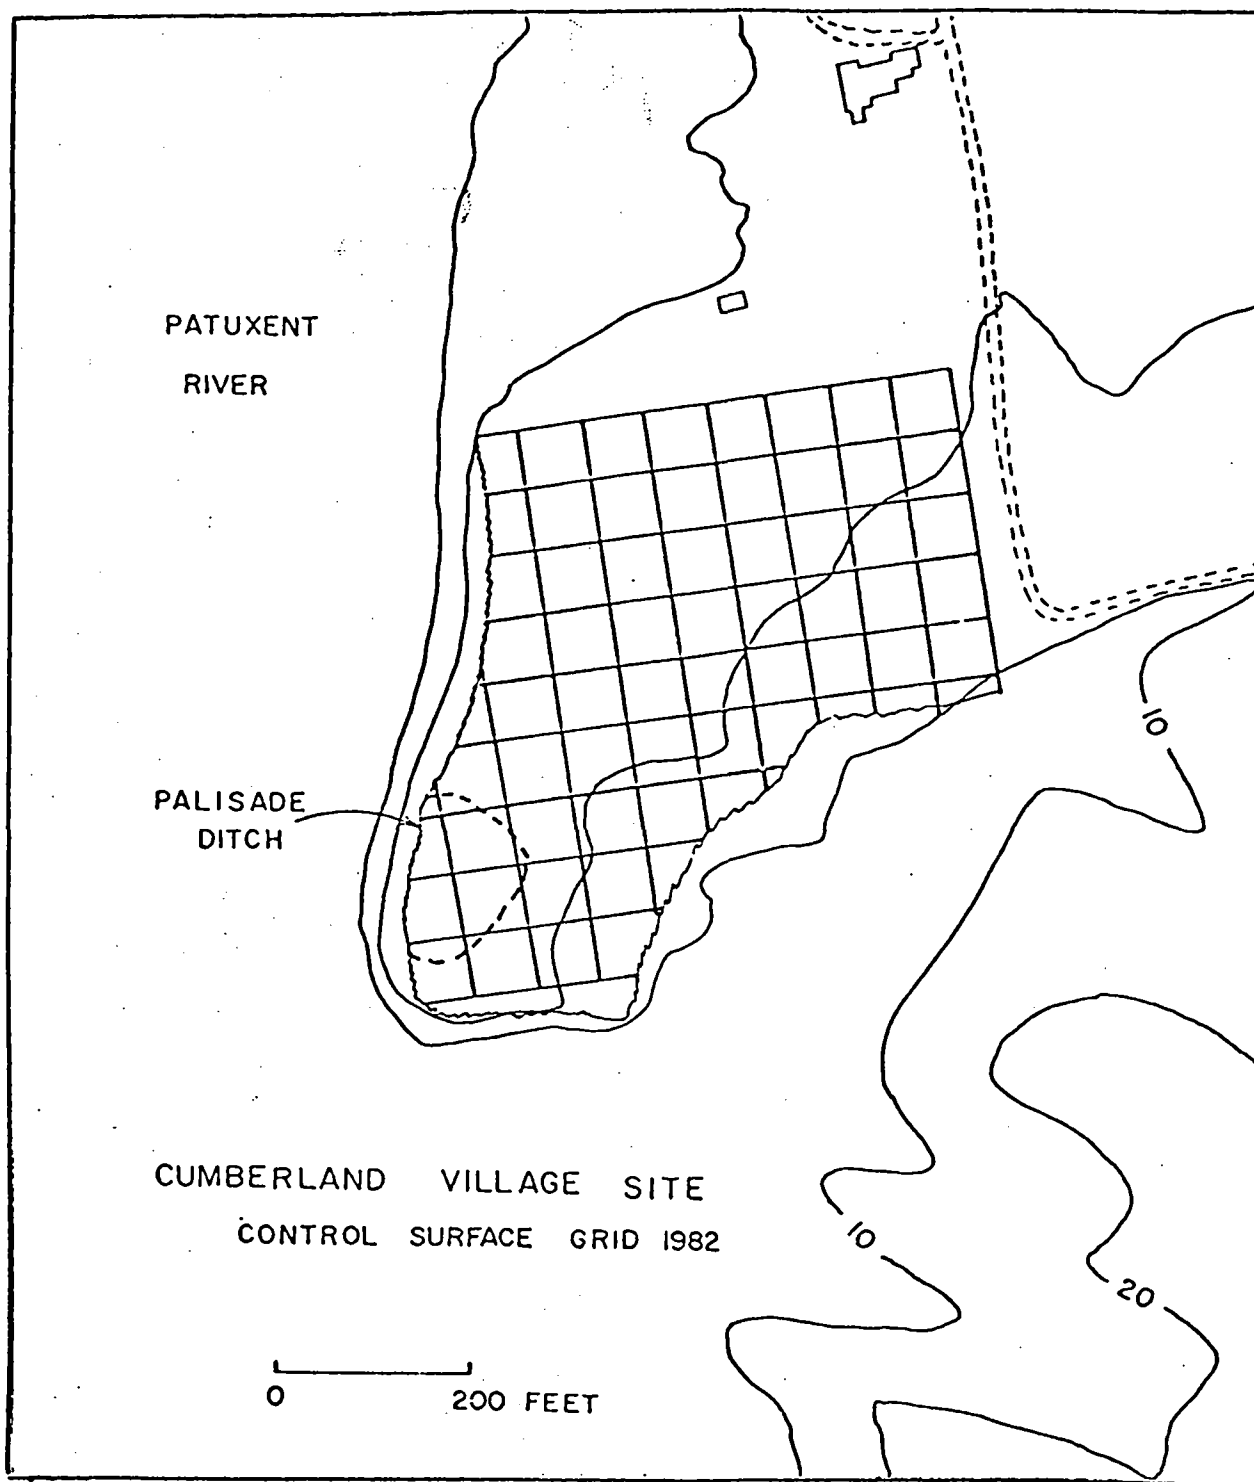 PATUXENT
RIVER
10
PALISADE
DITCH
CUMBERLAND VILLAGE SITE
CONTROL SURFACE GRID 1982
10
20
0 200 FEET